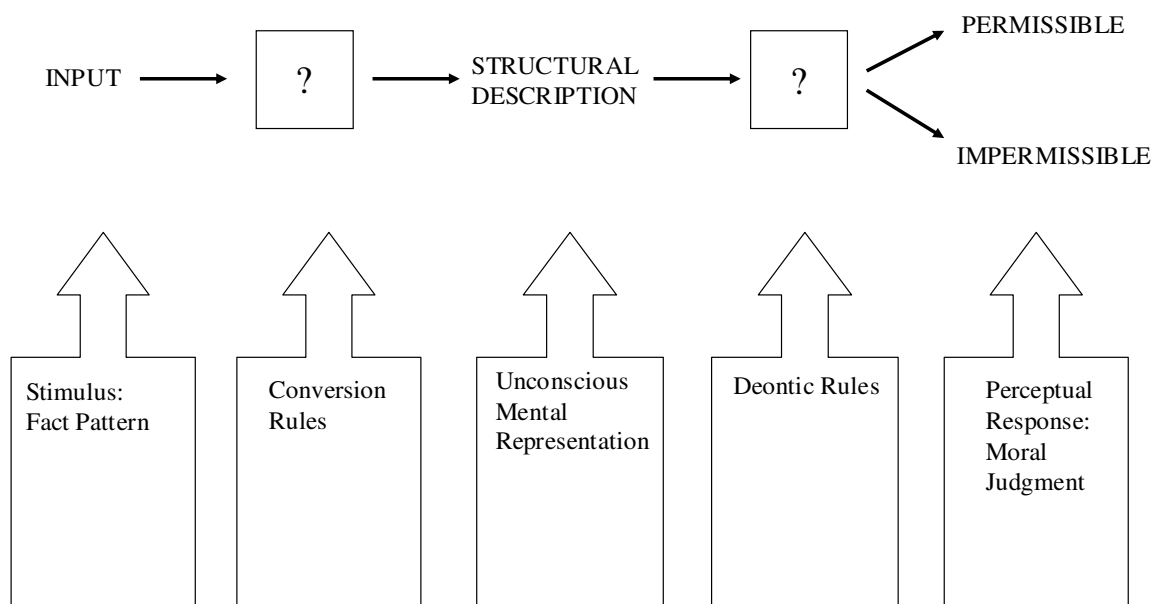 PERMISSIBLE
INPUT
?
STRUCTURAL
DESCRIPTION
?
IMPERMISSIBLE
Stimulus:
Fact Pattern
Conversion
Rules
Unconscious
Mental
Representation
Deontic Rules
Perceptual
Response:
Moral
Judgment